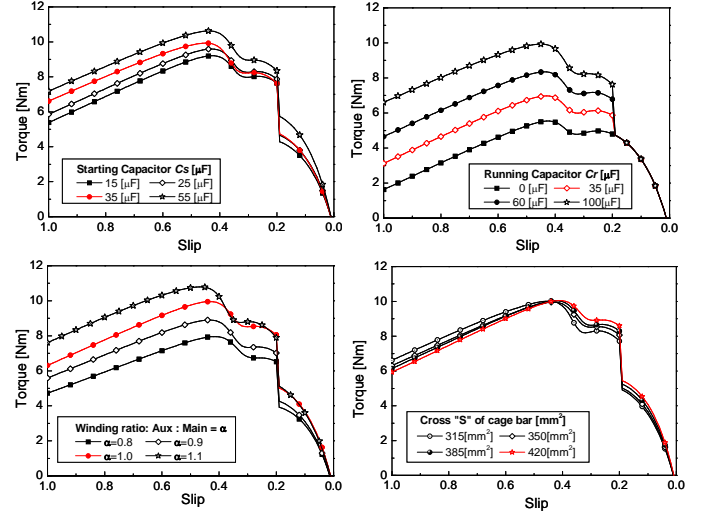 12
10
8
6
4
2
0
Torque [Nm]
Starting Capacitor Cs [μF]
15 [μF] 25 [μF]
35 [μF] 55 [μF]
1.0 0.8 0.6 0.4 0.2 0.0
Slip
12
10
8
6
4
2
0
Torque [Nm]
Running Capacitor Cr [μF]
0 [μF] 35 [μF]
60 [μF] 100[μF]
1.0 0.8 0.6 0.4 0.2 0.0
Slip
12
10
8
6
4
2
0
Torque [Nm]
Winding ratio: Aux : Main = α
α=0.8 α=0.9
α=1.0 α=1.1
1.0 0.8 0.6 0.4 0.2 0.0
Slip
12
10
8
6
4
2
0
Torque [Nm]
Cross "S" of cage bar [mm²]
315[mm²] 350[mm²]
385[mm²] 420[mm²]
1.0 0.8 0.6 0.4 0.2 0.0
Slip